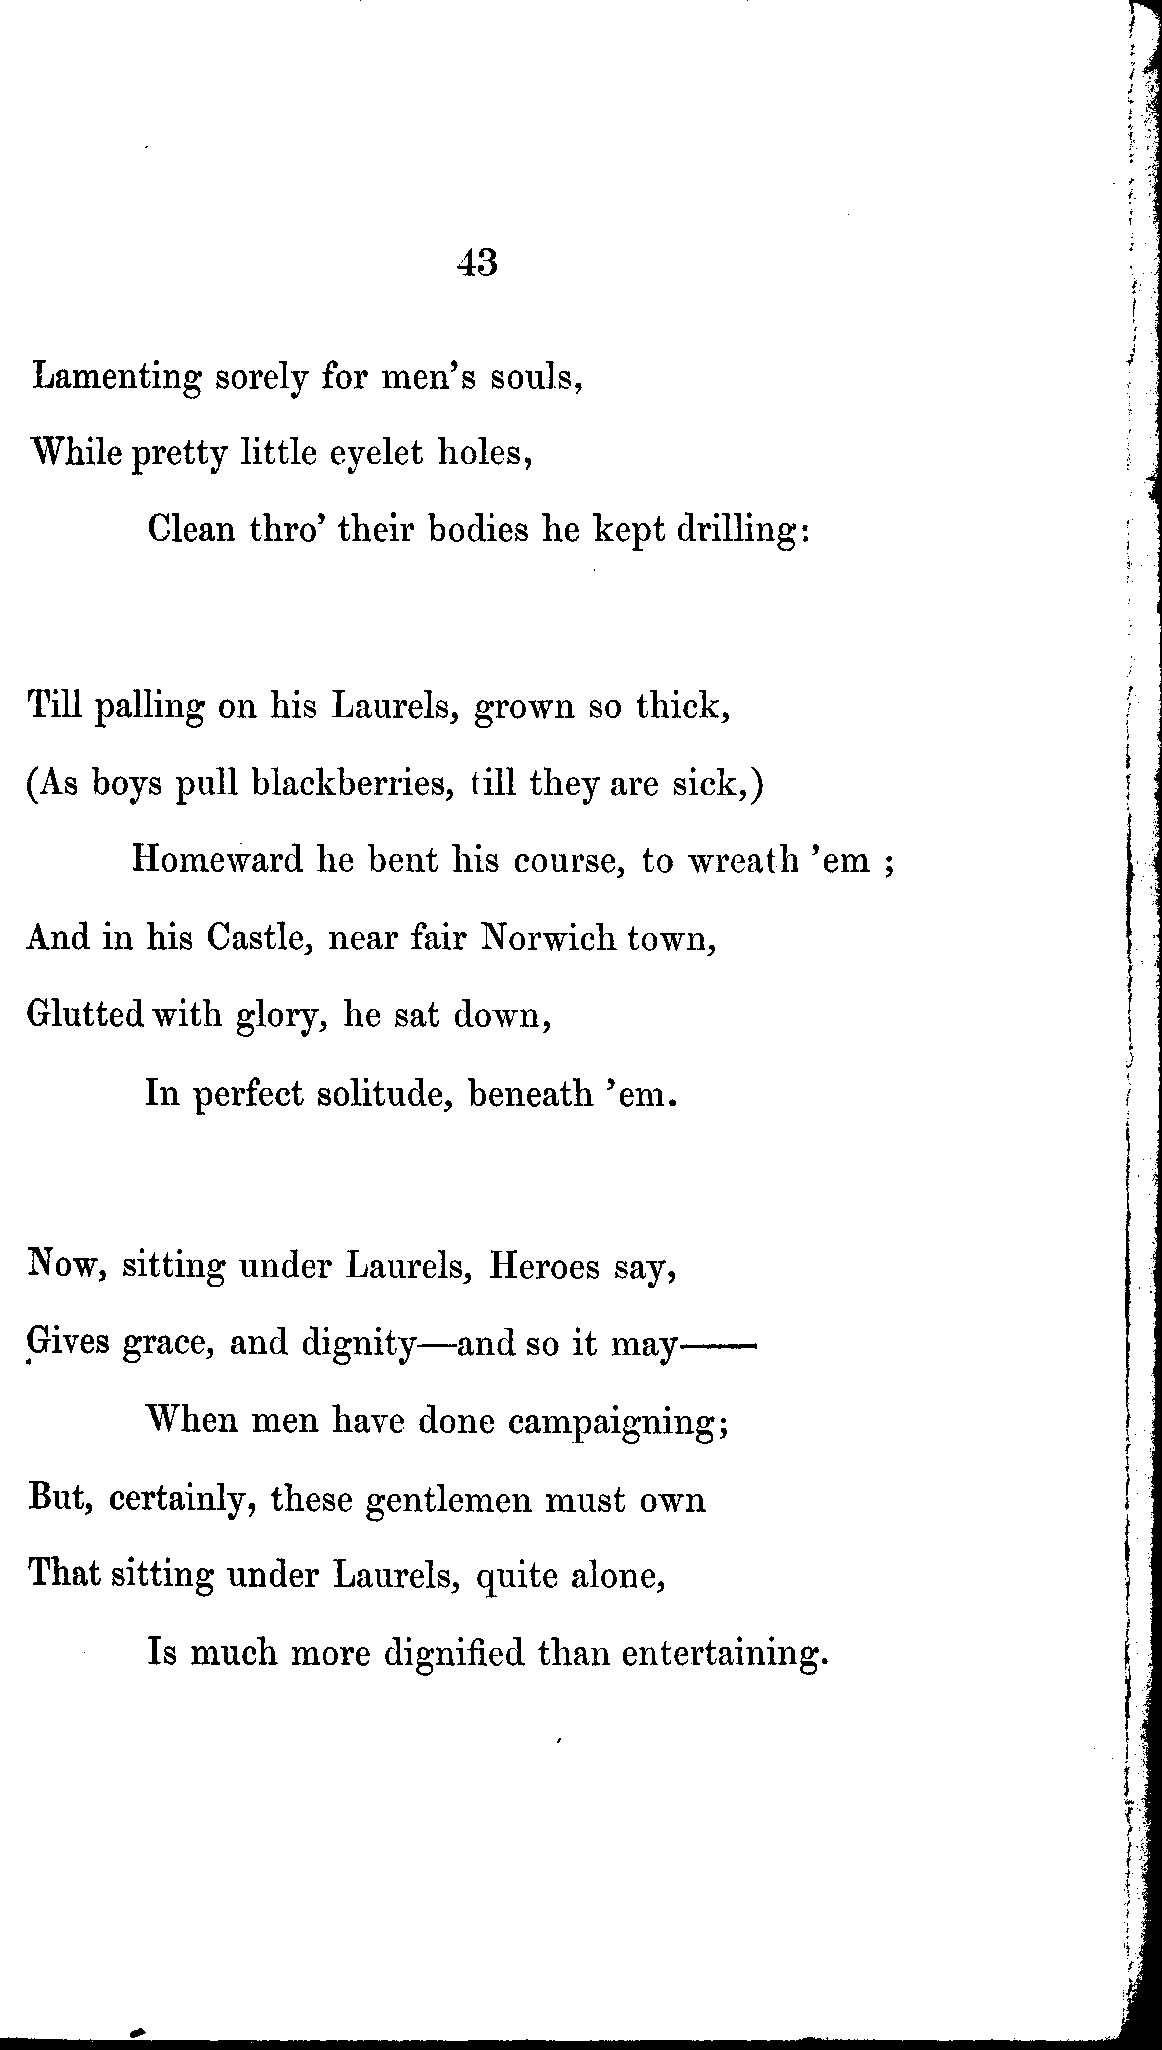 43
Lamenting sorely for men's souls,
While pretty little eyelet holes,
Clean thro' their bodies he kept drilling:
Till palling on his Laurels, grown so thick,
(As boys pull blackberries, till they are sick,)
Homeward he bent his course, to wreath 'em ;
And in his Castle, near fair Norwich town,
Glutted with glory, he sat down,
In perfect solitude, beneath 'em.
Now, sitting under Laurels, Heroes say,
Gives grace, and dignity—and so it may——
When men have done campaigning;
But, certainly, these gentlemen must own
That sitting under Laurels, quite alone,
Is much more dignified than entertaining.